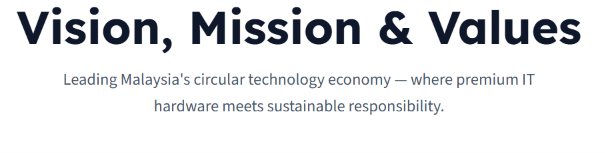 Vision, Mission & Values
Leading Malaysia's circular technology economy — where premium IT
hardware meets sustainable responsibility.